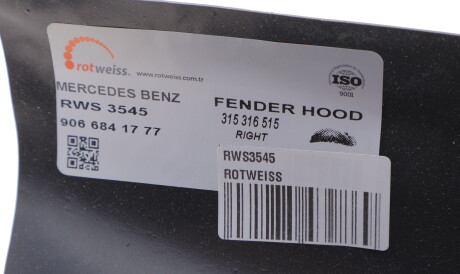 rotweiss
www.rotweiss.com.tr
ISO
9001
MERCEDES BENZ
RWS 3545
906 684 17 77
FENDER HOOD
315 316 515
RIGHT
RWS3545
ROTWEISS